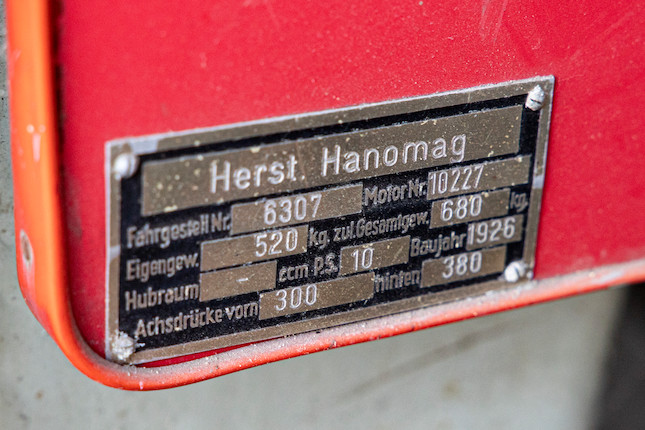 Herst. Hanomag
Fahrgestell Nr. 6307 Motor Nr. 10227
Eigengew. 520 kg. zul. Gesamtgew. 680 kg.
Hubraum - ccm P.S. 10 Baujahr 1926
Achsdrücke vorn 300 hinten 380